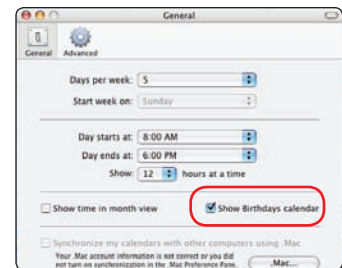 General
General Advanced
Days per week: 5
Start week on: Sunday
Day starts at: 8:00 AM
Day ends at: 6:00 PM
Show: 12 hours at a time
Show time in month view Show Birthdays calendar
Synchronize my calendars with other computers using .Mac
Your .Mac account information is not correct or you did
not turn on synchronization in the .Mac Preference Pane. .Mac...